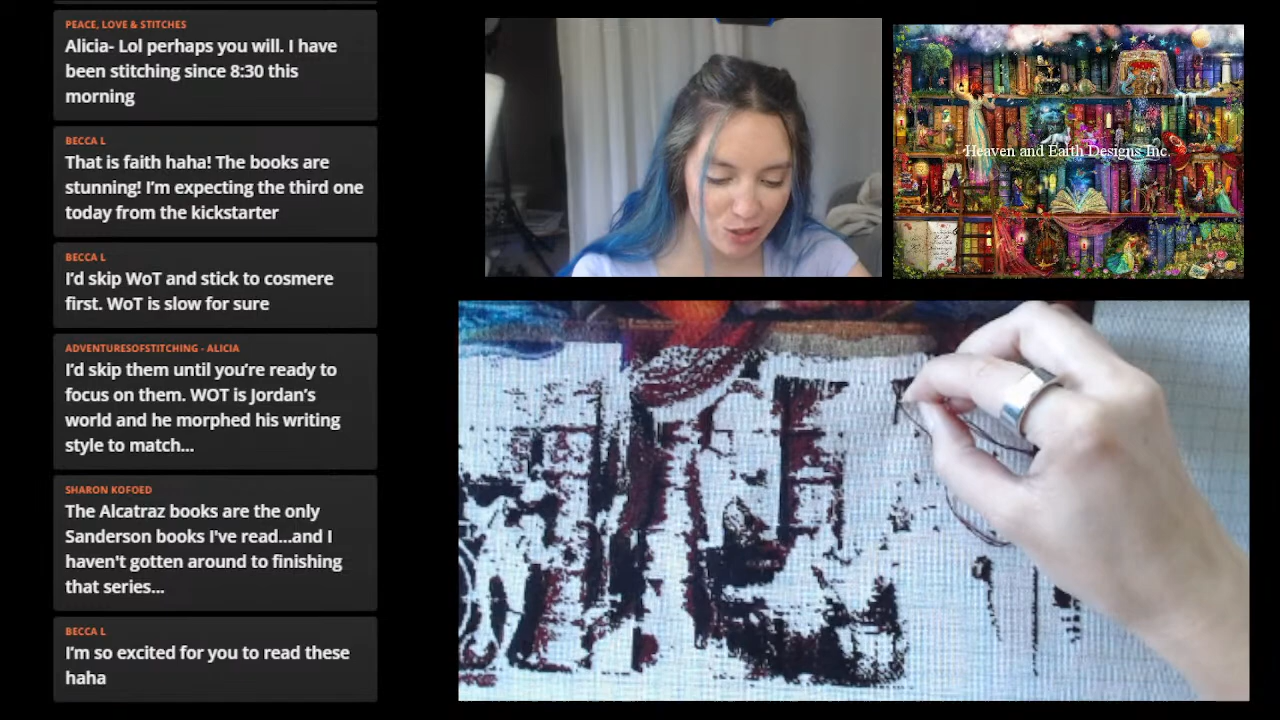 PEACE, LOVE & STITCHES
Alicia- Lol perhaps you will. I have
been stitching since 8:30 this
morning
BECCA L
That is faith haha! The books are
stunning! I'm expecting the third one
today from the kickstarter
BECCA L
I'd skip WoT and stick to cosmere
first. WoT is slow for sure
ADVENTURESOFSTITCHING - ALICIA
I'd skip them until you're ready to
focus on them. WOT is Jordan's
world and he morphed his writing
style to match...
SHARON KOFOED
The Alcatraz books are the only
Sanderson books I've read...and I
haven't gotten around to finishing
that series...
BECCA L
I'm so excited for you to read these
haha
Heaven and Earth Designs Inc